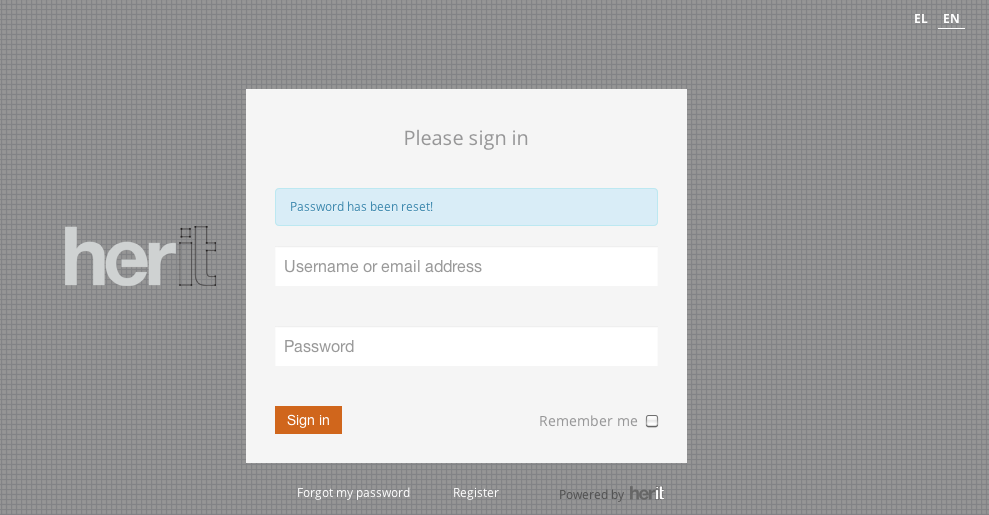 EL EN
Please sign in
Password has been reset!
herit
Username or email address
Password
Sign in Remember me
Forgot my password Register Powered by herit